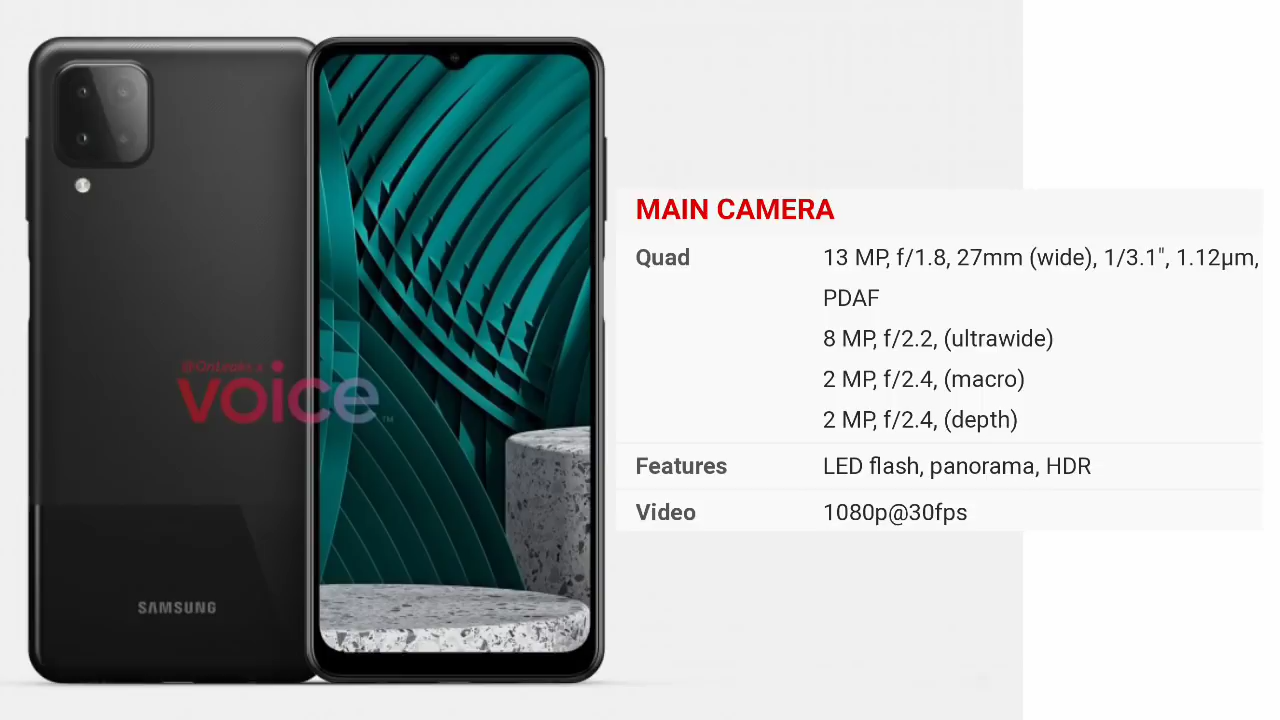 @OnLeaks x
voice
™
SAMSUNG
MAIN CAMERA
Quad 13 MP, f/1.8, 27mm (wide), 1/3.1", 1.12µm,
PDAF
8 MP, f/2.2, (ultrawide)
2 MP, f/2.4, (macro)
2 MP, f/2.4, (depth)
Features LED flash, panorama, HDR
Video 1080p@30fps